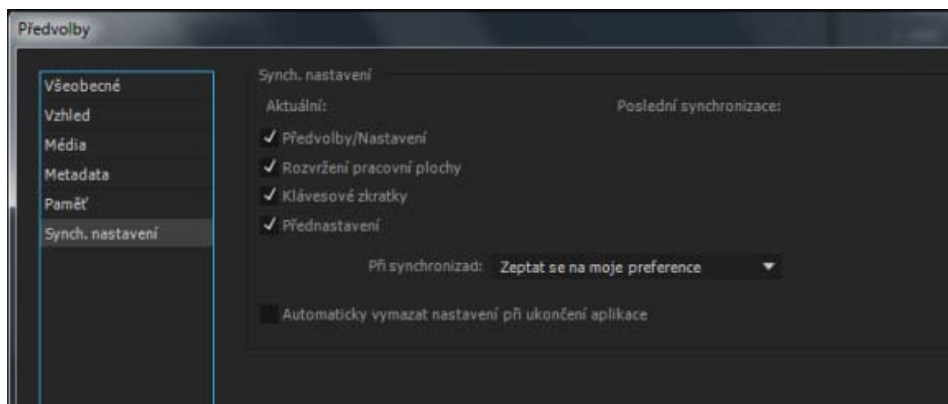 Předvolby
Všeobecné
Vzhled
Média
Metadata
Paměť
Synch. nastavení
Synch. nastavení
Aktuální:
Poslední synchronizace:
Předvolby/Nastavení
Rozvržení pracovní plochy
Klávesové zkratky
Přednastavení
Při synchronizaci: Zeptat se na moje preference
Automaticky vymazat nastavení při ukončení aplikace